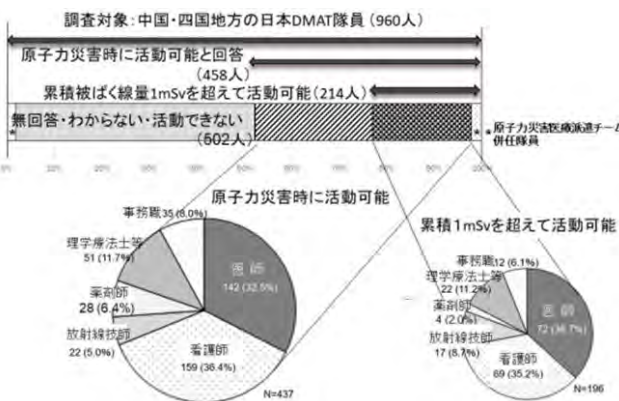 調査対象：中国・四国地方の日本DMAT隊員（960人）
原子力災害時に活動可能と回答
（458人）
累積被ばく線量1mSvを超えて活動可能（214人）
無回答・わからない・活動できない
（502人）
* 
* *原子力災害医療派遣チーム
併任隊員
100%
原子力災害時に活動可能
事務職 35 (8.0%)
理学療法士等
51 (11.7%)
薬剤師
28 (6.4%)
放射線技師
22 (5.0%)
医師
142 (32.5%)
看護師
159 (36.4%)
N=437
累積1mSvを超えて活動可能
事務職 12 (6.1%)
理学療法士等
22 (11.2%)
薬剤師
4 (2.0%)
放射線技師
17 (8.7%)
医師
72 (36.7%)
看護師
69 (35.2%)
N=196